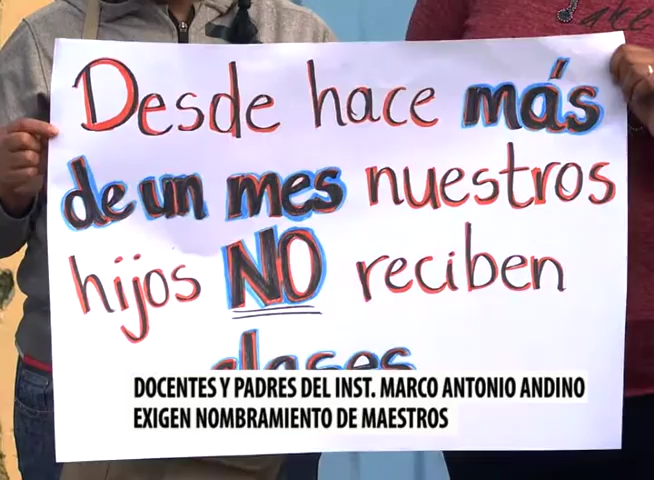 Desde hace más
de un mes nuestros
hijos NO reciben
clases
DOCENTES Y PADRES DEL INST. MARCO ANTONIO ANDINO
EXIGEN NOMBRAMIENTO DE MAESTROS